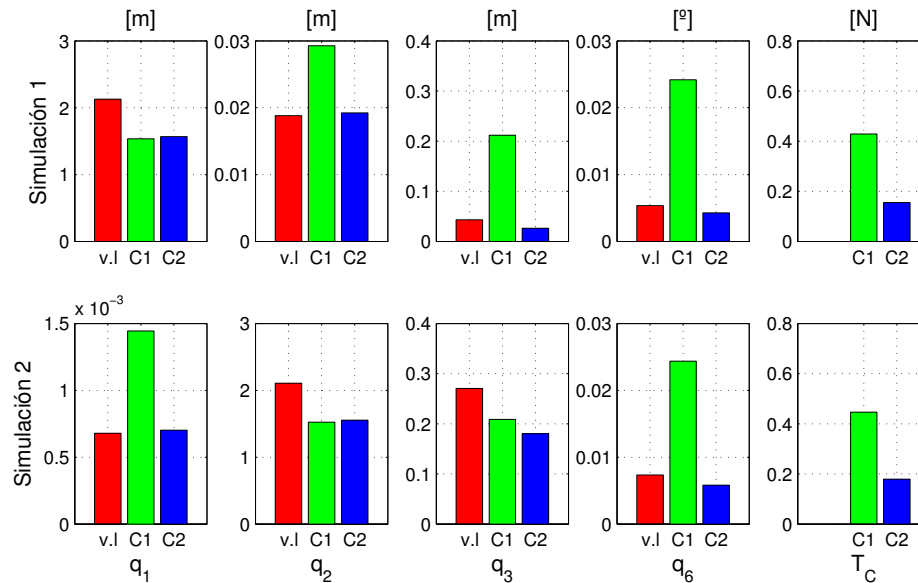 [m] [m] [m] [º] [N]
Simulación 1
3 0.03 0.4 0.03 0.8
2 0.02 0.3 0.02 0.6
1 0.01 0.2 0.01 0.4
0.1 0.2
0 0 0 0 0
v.l C1 C2 v.l C1 C2 v.l C1 C2 v.l C1 C2 C1 C2
x 10⁻³
Simulación 2
1.5 3 0.4 0.03 0.8
1 2 0.3 0.02 0.6
0.5 1 0.2 0.01 0.4
0.1 0.2
0 0 0 0 0
v.l C1 C2 v.l C1 C2 v.l C1 C2 v.l C1 C2 C1 C2
q₁ q₂ q₃ q₆ T_C